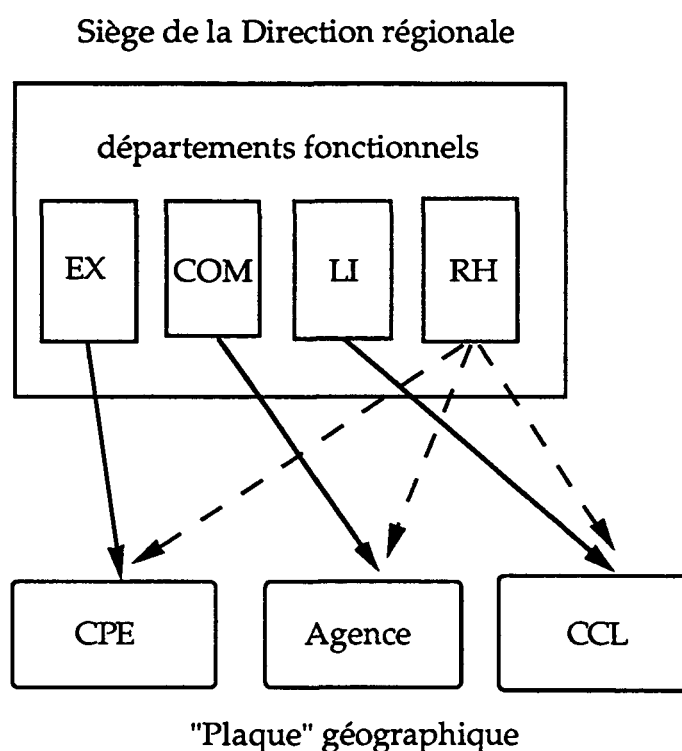 Siège de la Direction régionale
départements fonctionnels
EX COM LI RH
CPE Agence CCL
"Plaque" géographique